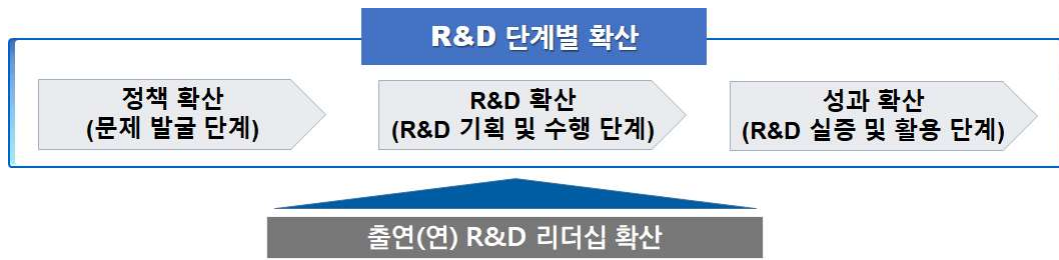 R&D 단계별 확산
정책 확산
(문제 발굴 단계)
R&D 확산
(R&D 기획 및 수행 단계)
성과 확산
(R&D 실증 및 활용 단계)
출연(연) R&D 리더십 확산